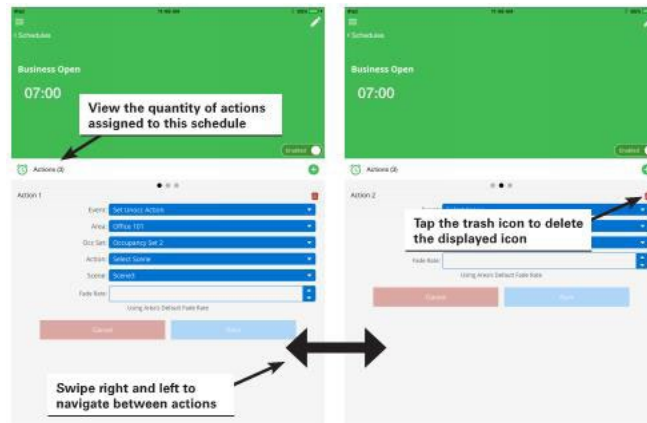 iPad
< Schedules
Business Open
07:00
View the quantity of actions
assigned to this schedule
Enabled
Actions (3)
Action 1
Event: Set Unocc Action
Area: Office 101
Occ Set: Occupancy Set 2
Action: Select Scene
Scene: Scene3
Fade Rate:
Using Area's Default Fade Rate
Cancel
Save
Swipe right and left to
navigate between actions
iPad
< Schedules
Business Open
07:00
Enabled
Actions (3)
Action 2
Tap the trash icon to delete
the displayed icon
Fade Rate:
Using Area's Default Fade Rate
Cancel
Save